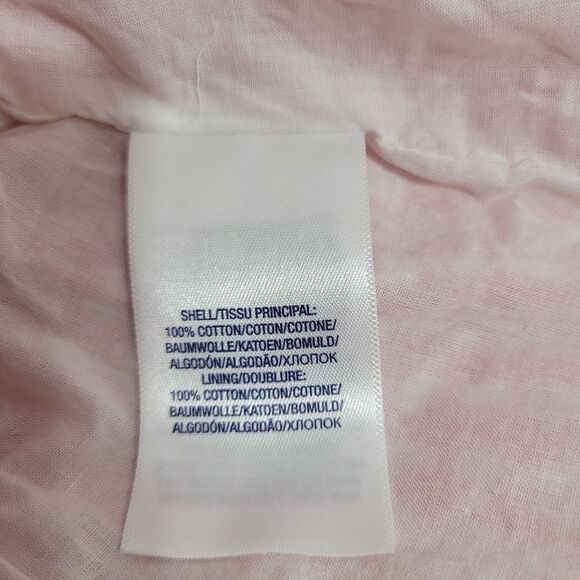 SHELL/TISSU PRINCIPAL:
100% COTTON/COTON/COTONE/
BAUMWOLLE/KATOEN/BOMULD/
ALGODÓN/ALGODÃO/ХЛОПОК
LINING/DOUBLURE:
100% COTTON/COTON/COTONE/
BAUMWOLLE/KATOEN/BOMULD/
ALGODÓN/ALGODÃO/ХЛОПОК